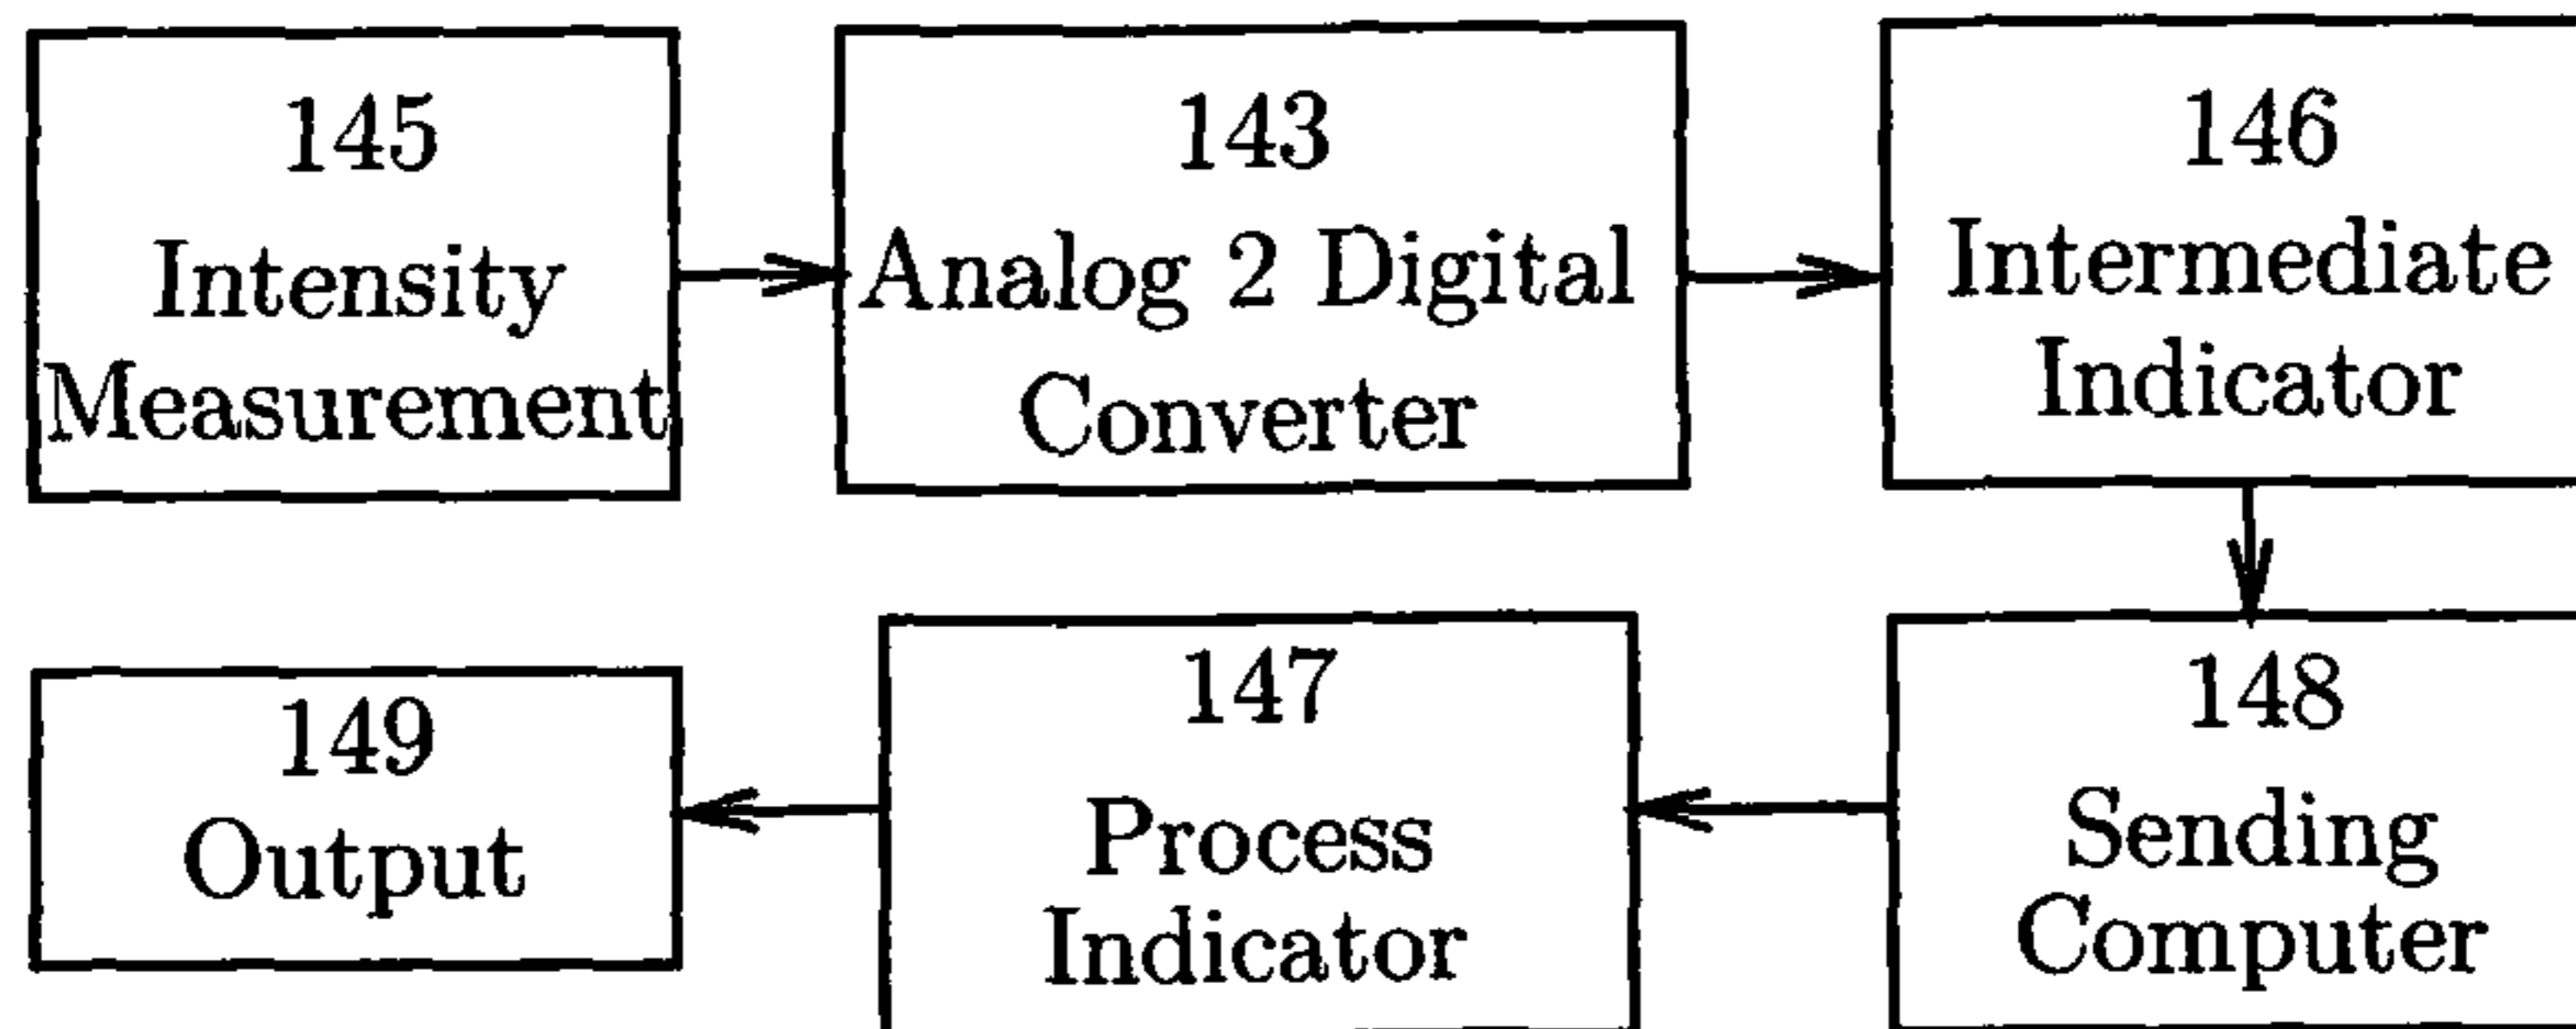 145
Intensity
Measurement
143
Analog 2 Digital
Converter
146
Intermediate
Indicator
149
Output
147
Process
Indicator
148
Sending
Computer